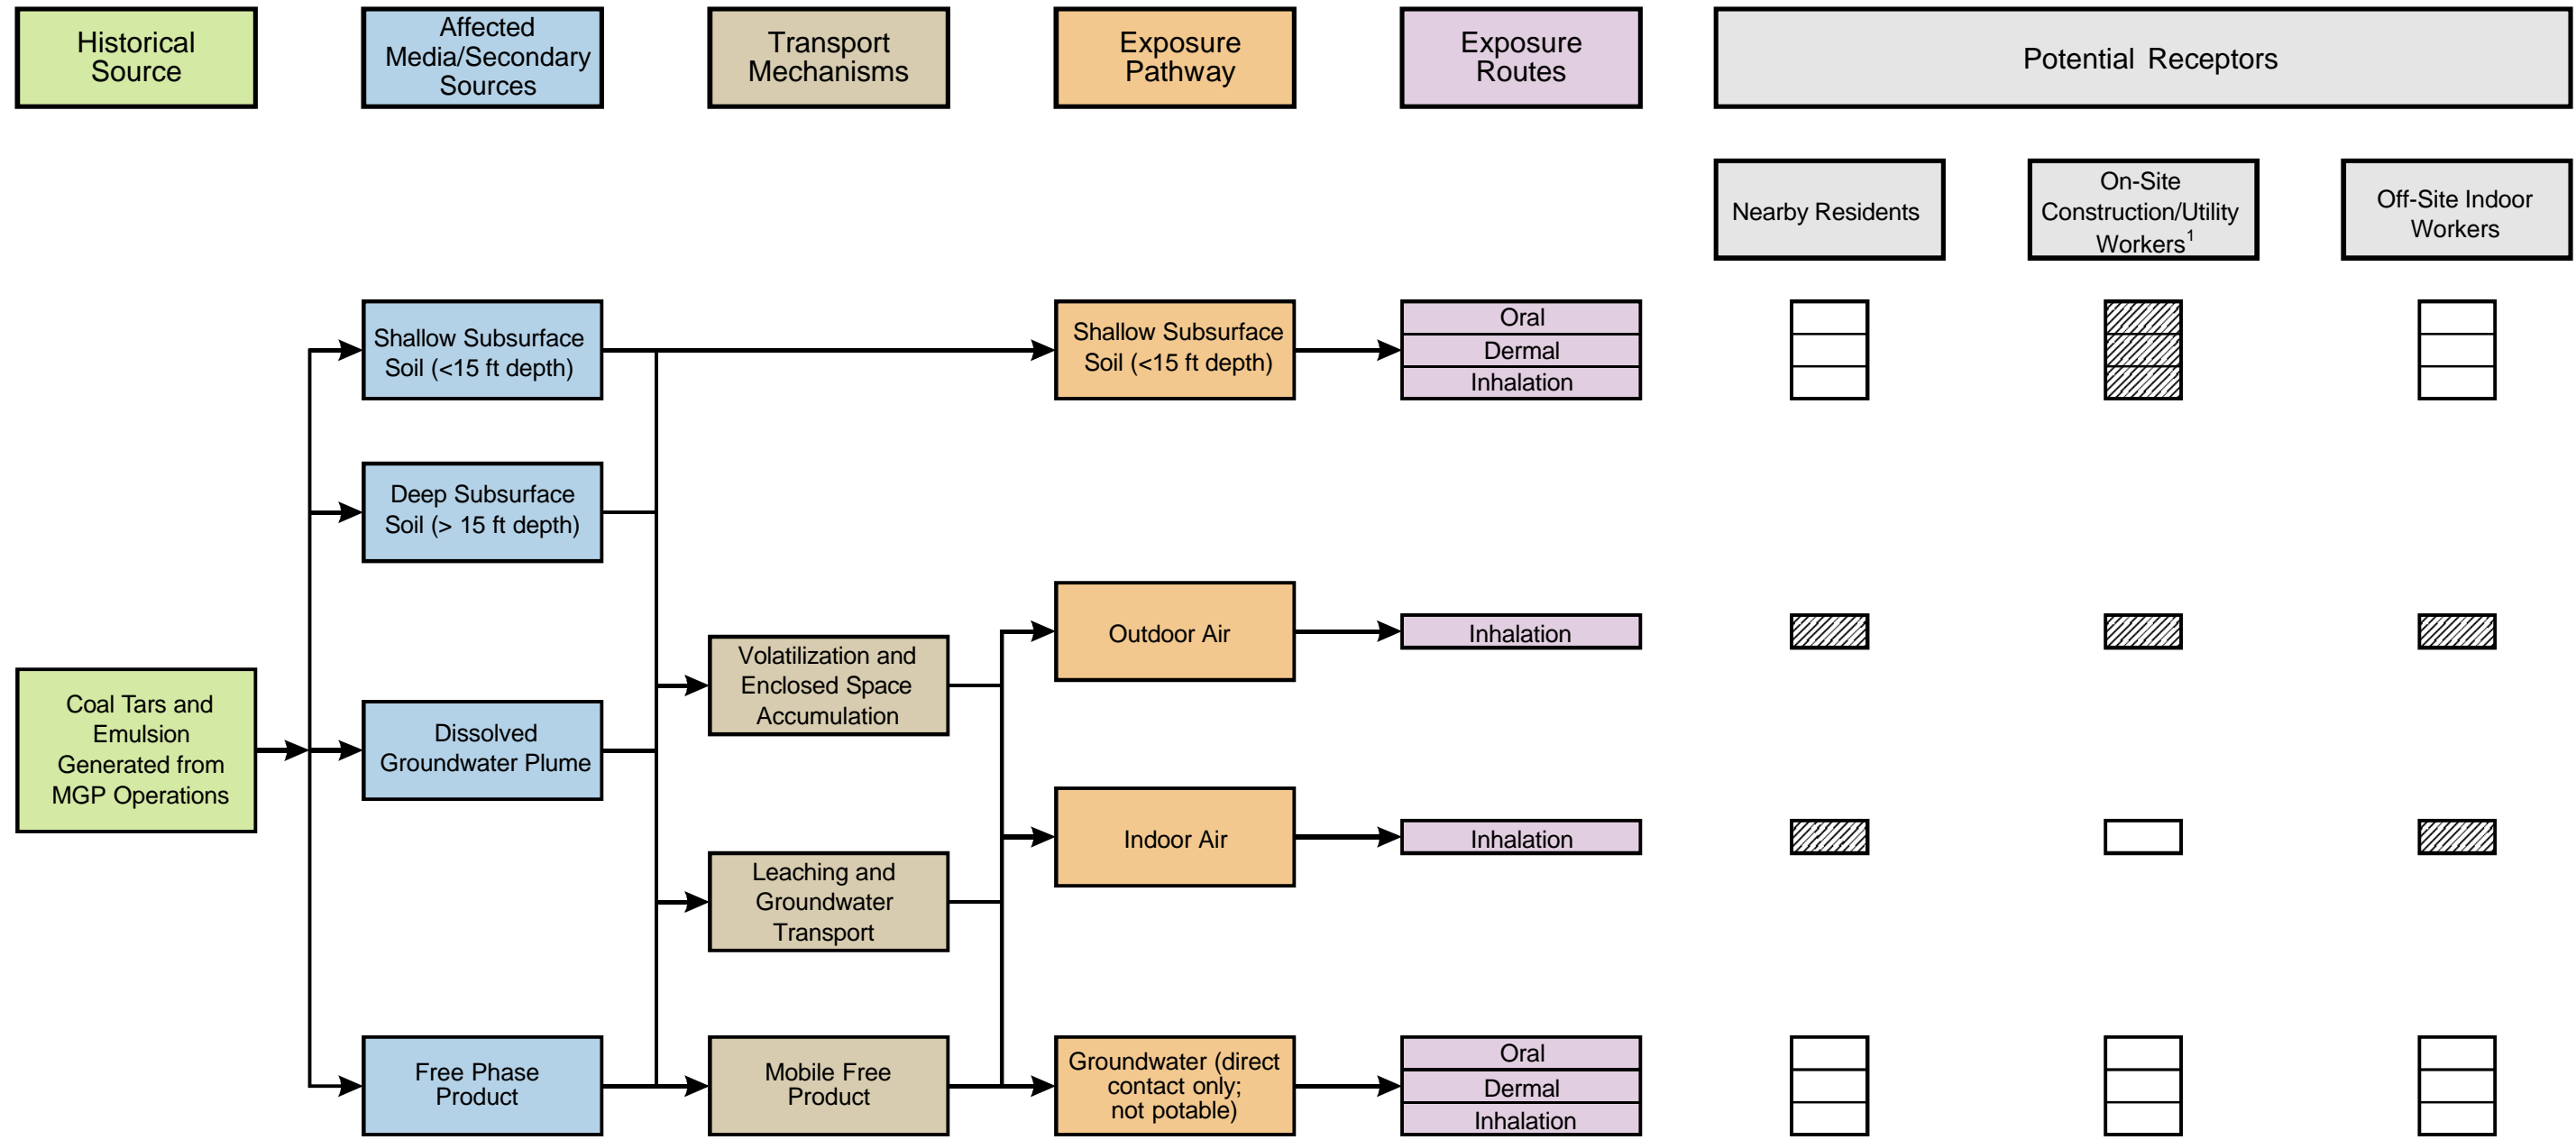 Historical
Source
Affected
Media/Secondary
Sources
Transport
Mechanisms
Exposure
Pathway
Exposure
Routes
Potential Receptors
Nearby Residents
On-Site
Construction/Utility
Workers¹
Off-Site Indoor
Workers
Shallow Subsurface
Soil (<15 ft depth)
Shallow Subsurface
Soil (<15 ft depth)
Oral
Dermal
Inhalation
Deep Subsurface
Soil (> 15 ft depth)
Volatilization and
Enclosed Space
Accumulation
Outdoor Air
Inhalation
Coal Tars and
Emulsion
Generated from
MGP Operations
Dissolved
Groundwater Plume
Indoor Air
Inhalation
Leaching and
Groundwater
Transport
Free Phase
Product
Mobile Free
Product
Groundwater (direct
contact only;
not potable)
Oral
Dermal
Inhalation